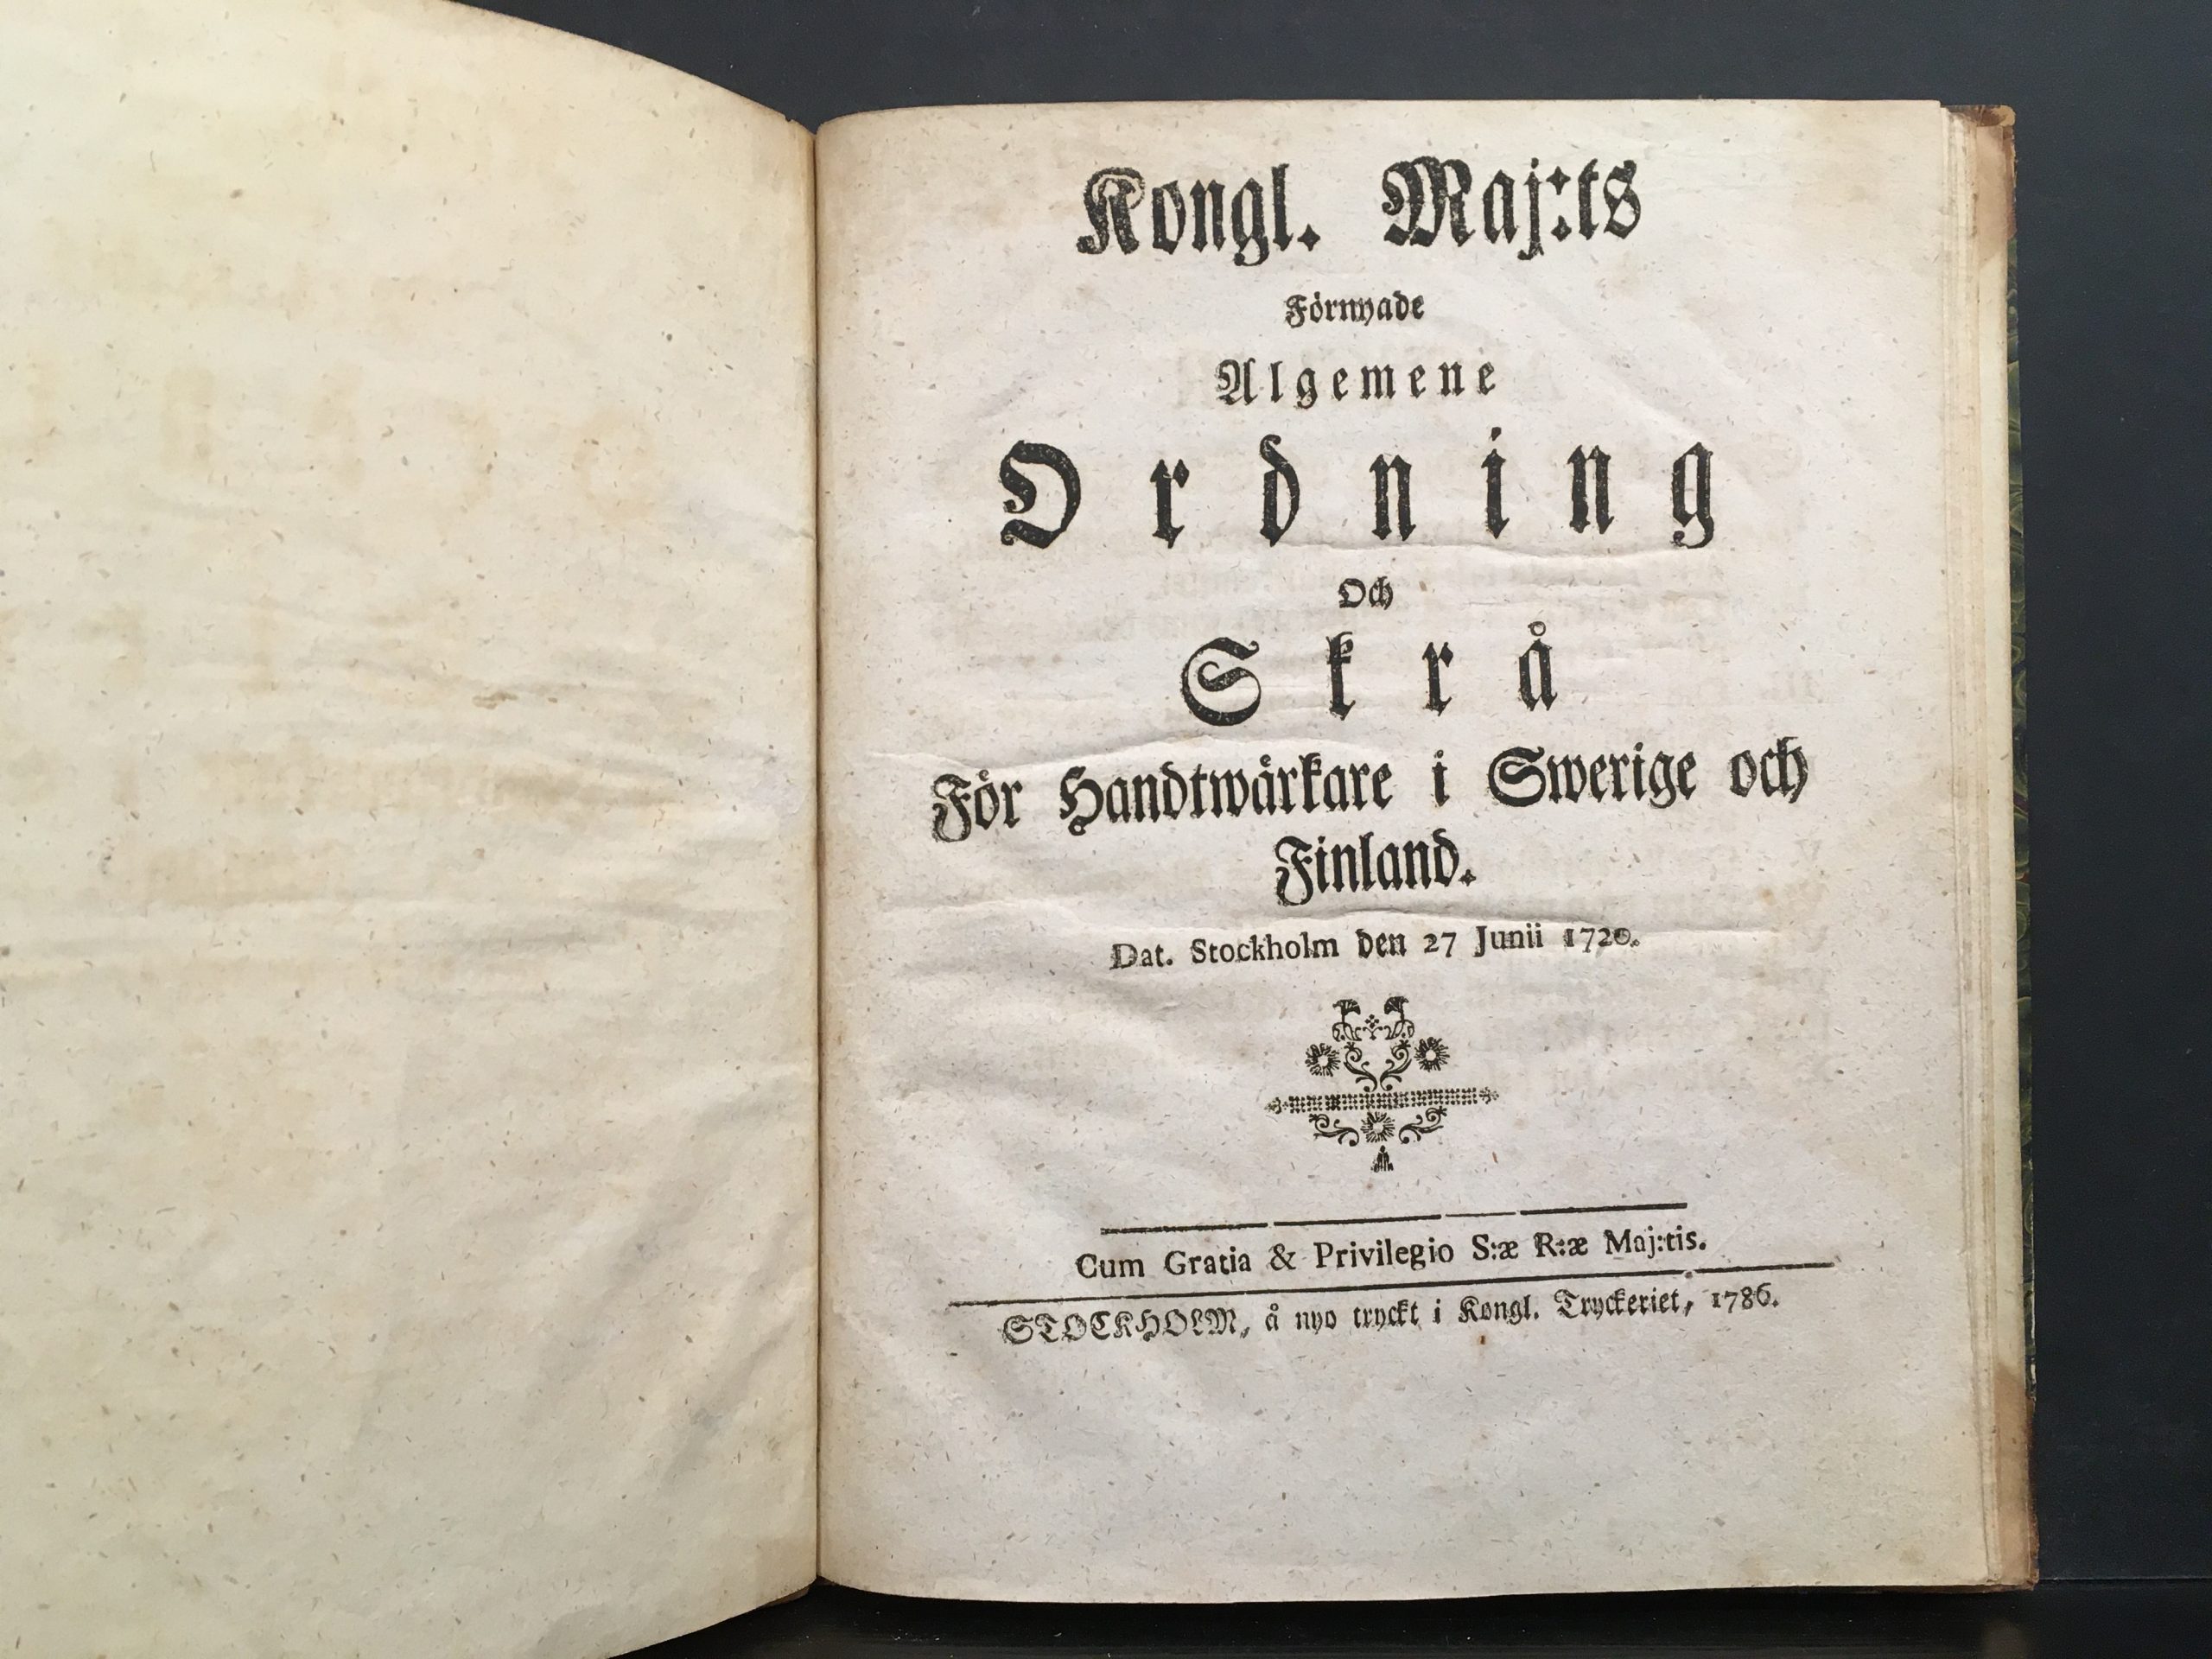 Kongl. Maj:ts
Förnyade
Algemene
Ordning
Och
Skrå
För Handtwärkare i Swerige och
Finland.
Dat. Stockholm den 27 Junii 1720.
Cum Gratia & Privilegio S:æ R:æ Maj:tis.
STOCKHOLM, å nyo tryckt i Kongl. Tryckeriet, 1786.